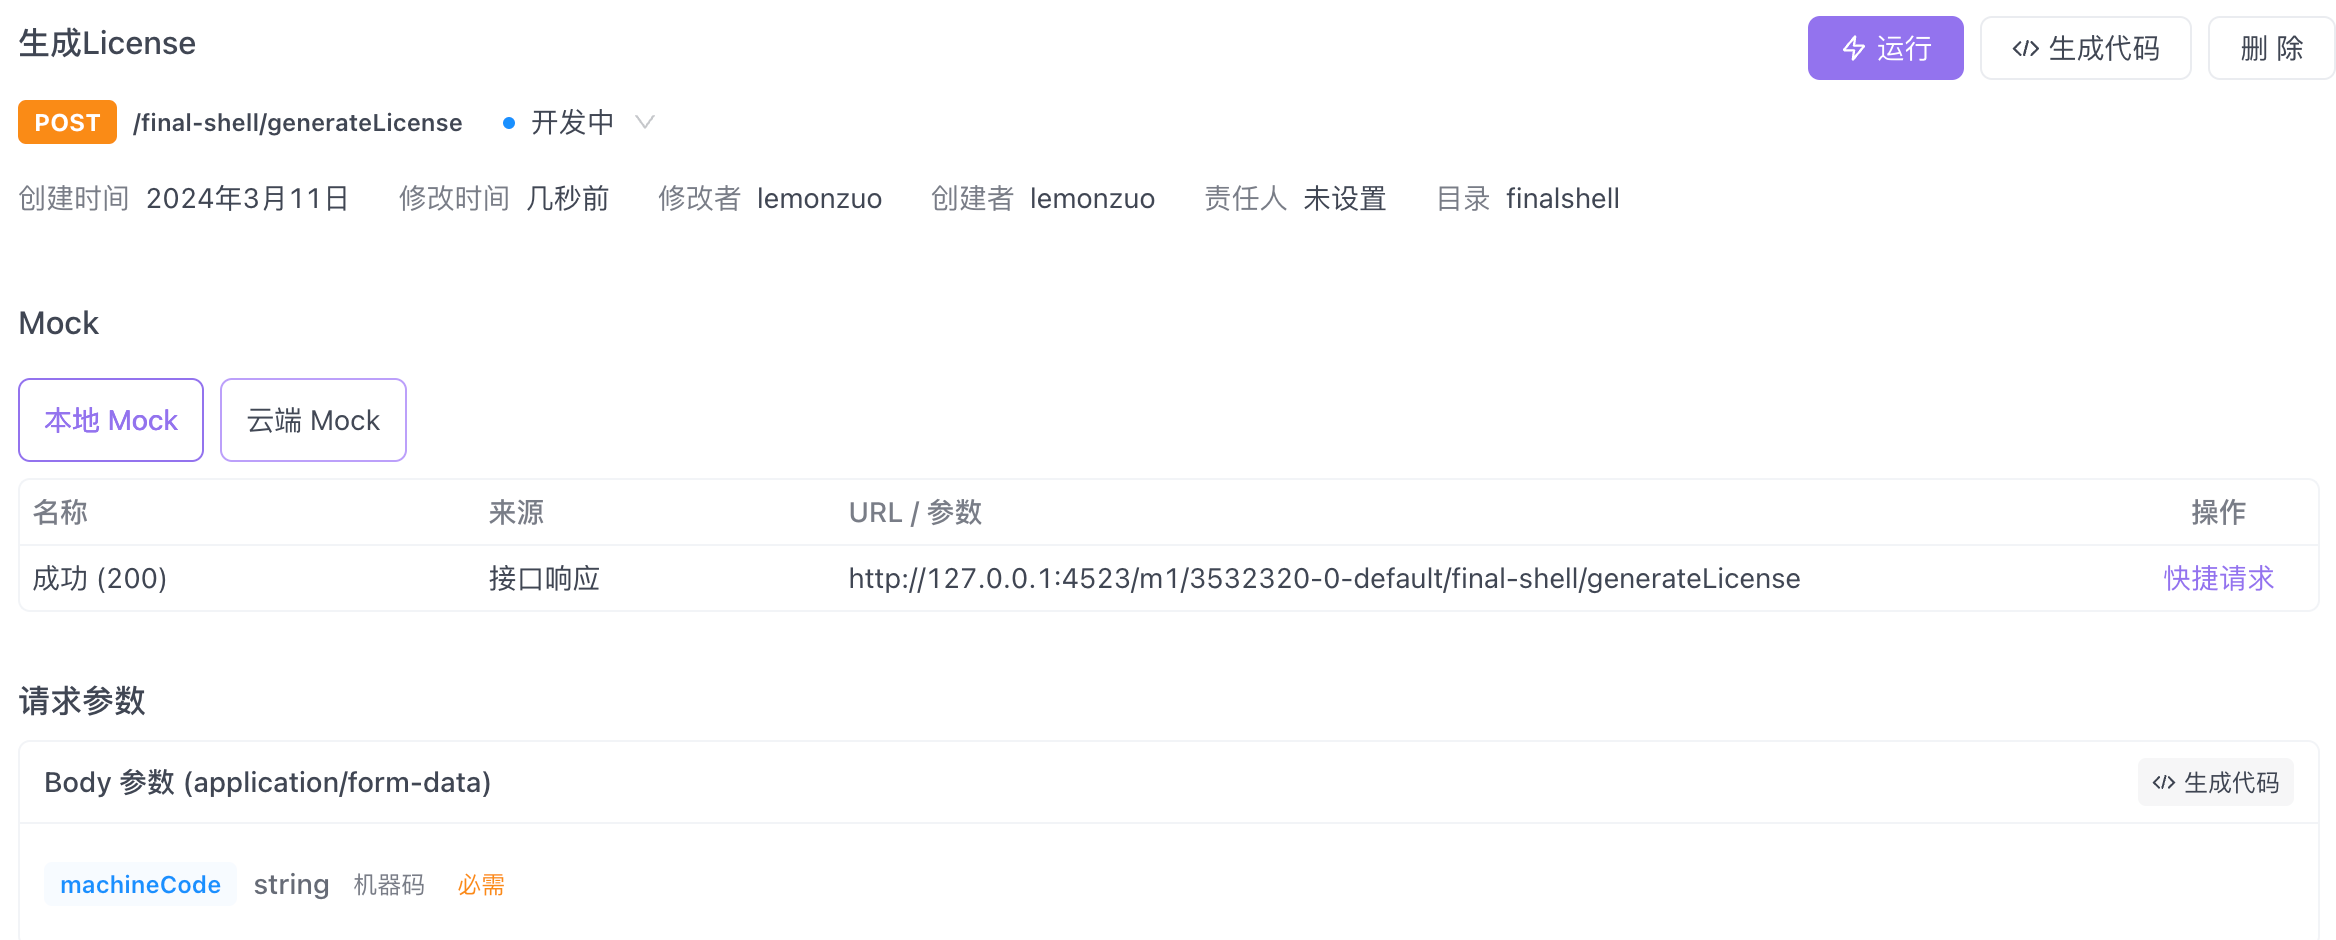 生成License
运行
</> 生成代码
删 除
POST /final-shell/generateLicense 开发中
创建时间 2024年3月11日 修改时间 几秒前 修改者 lemonzuo 创建者 lemonzuo 责任人 未设置 目录 finalshell
Mock
本地 Mock 云端 Mock
名称 来源 URL / 参数 操作
成功 (200) 接口响应 http://127.0.0.1:4523/m1/3532320-0-default/final-shell/generateLicense 快捷请求
请求参数
Body 参数 (application/form-data) </> 生成代码
machineCode string 机器码 必需